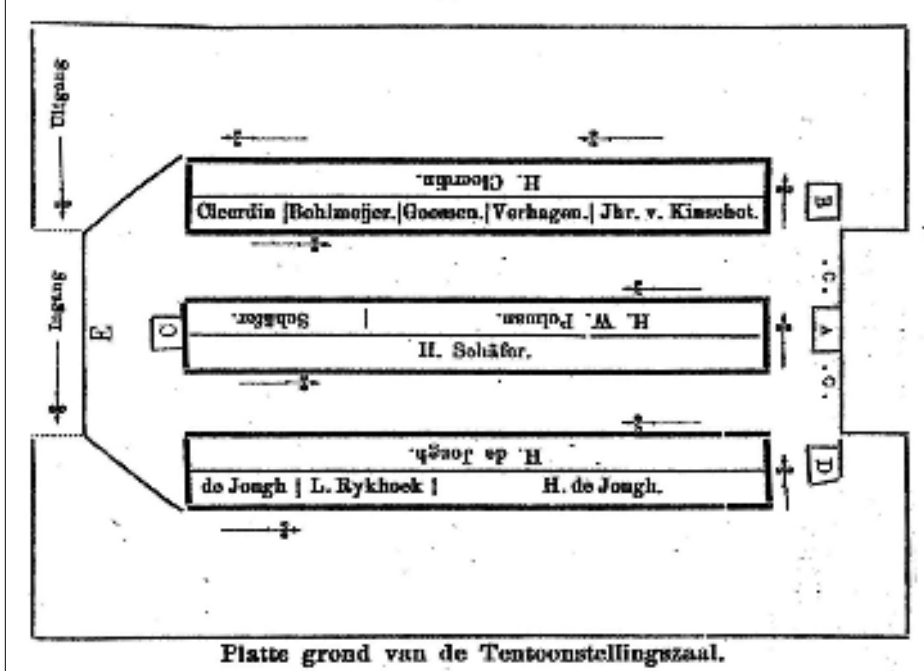 Uitgang
H. Cleerdin.
Cleerdin | Bohlmeijer. | Goossen. | Verhagen. | Jhr. v. Kinschot.
B
Ingang
E
C
Schäfer. | H. W. Polman.
H. Schäfer.
.C.
A
.C.
H. de Jongh.
de Jongh | L. Rykhoek | H. de Jongh.
D
Platte grond van de Tentoonstellingszaal.